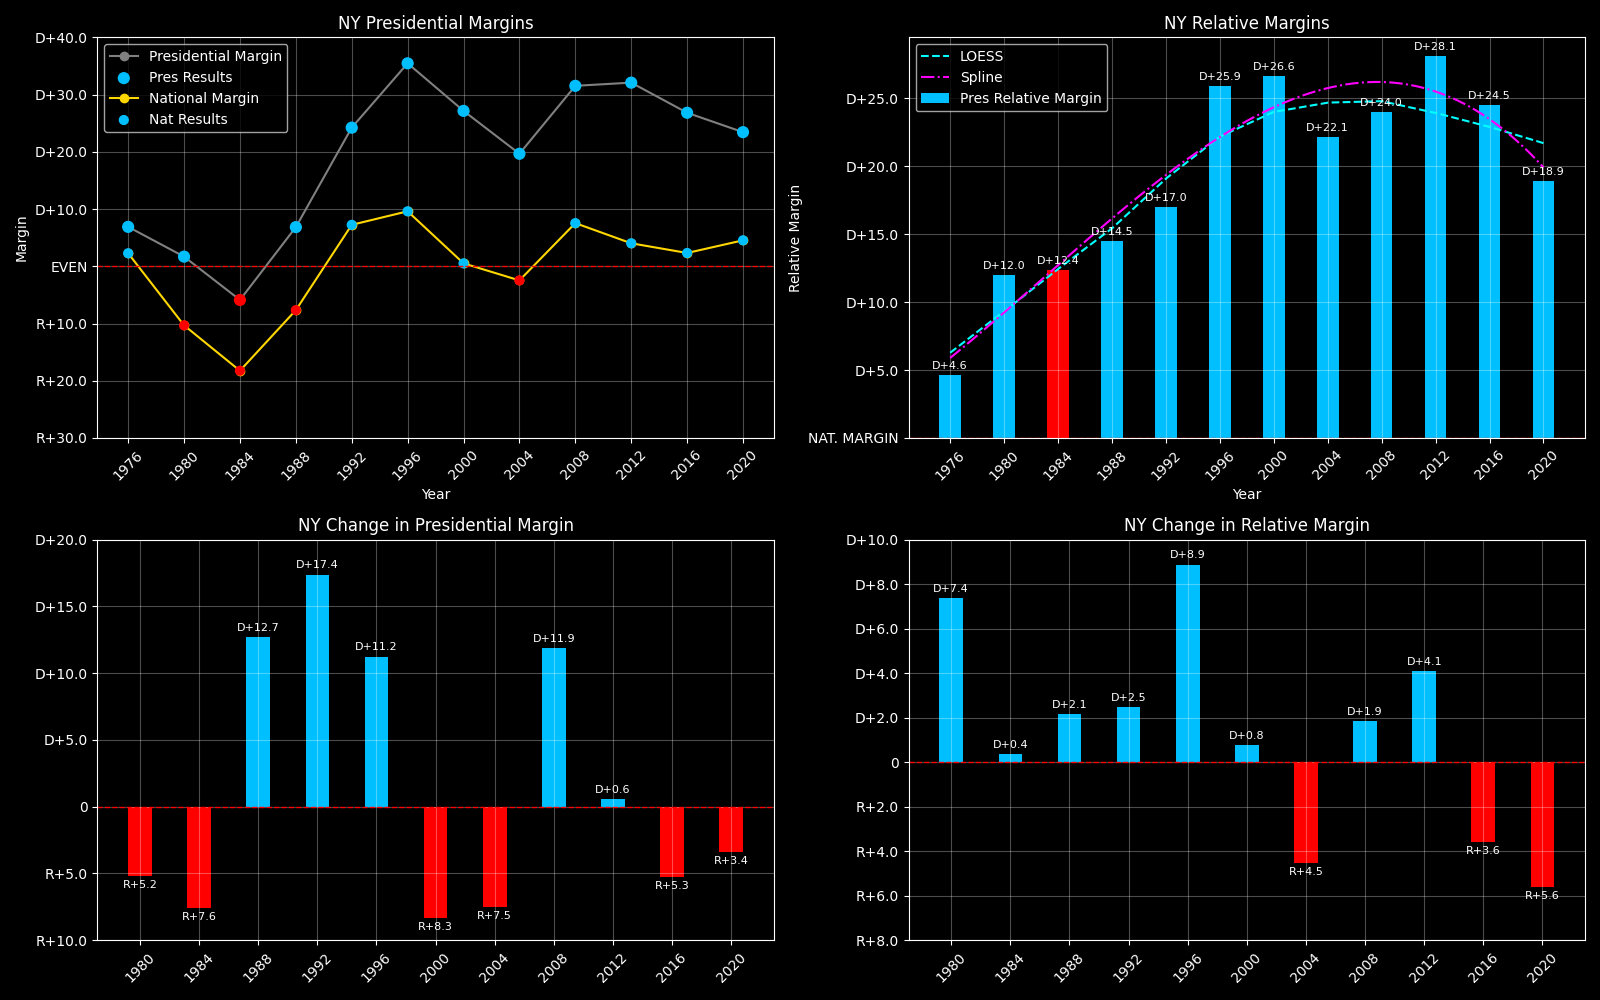 NY Presidential Margins
Presidential Margin
Pres Results
National Margin
Nat Results
D+40.0
D+30.0
D+20.0
D+10.0
EVEN
R+10.0
R+20.0
R+30.0
Margin
1976 1980 1984 1988 1992 1996 2000 2004 2008 2012 2016 2020
Year
NY Relative Margins
LOESS
Spline
Pres Relative Margin
D+25.0
D+20.0
D+15.0
D+10.0
D+5.0
NAT. MARGIN
Relative Margin
D+4.6
D+12.0
D+12.4
D+14.5
D+17.0
D+25.9
D+26.6
D+22.1
D+24.0
D+28.1
D+24.5
D+18.9
1976 1980 1984 1988 1992 1996 2000 2004 2008 2012 2016 2020
Year
NY Change in Presidential Margin
D+20.0
D+15.0
D+10.0
D+5.0
0
R+5.0
R+10.0
R+5.2
R+7.6
D+12.7
D+17.4
D+11.2
R+8.3
R+7.5
D+11.9
D+0.6
R+5.3
R+3.4
1980 1984 1988 1992 1996 2000 2004 2008 2012 2016 2020
NY Change in Relative Margin
D+10.0
D+8.0
D+6.0
D+4.0
D+2.0
0
R+2.0
R+4.0
R+6.0
R+8.0
D+7.4
D+0.4
D+2.1
D+2.5
D+8.9
D+0.8
R+4.5
D+1.9
D+4.1
R+3.6
R+5.6
1980 1984 1988 1992 1996 2000 2004 2008 2012 2016 2020